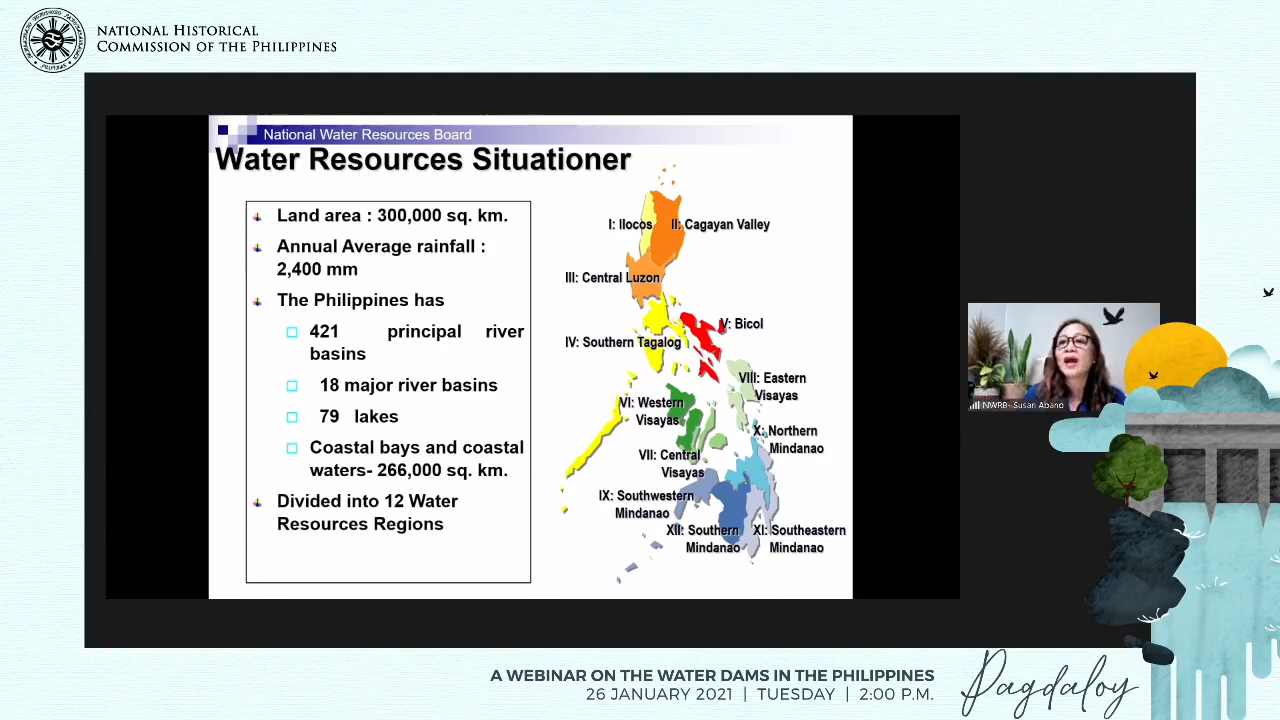 NATIONAL HISTORICAL
COMMISSION OF THE PHILIPPINES
National Water Resources Board
Water Resources Situationer
Land area : 300,000 sq. km.
Annual Average rainfall :
2,400 mm
The Philippines has
421 principal river
basins
18 major river basins
79 lakes
Coastal bays and coastal
waters- 266,000 sq. km.
Divided into 12 Water
Resources Regions
I: Ilocos
II: Cagayan Valley
III: Central Luzon
V: Bicol
IV: Southern Tagalog
VIII: Eastern
Visayas
VI: Western
Visayas
X: Northern
Mindanao
VII: Central
Visayas
IX: Southwestern
Mindanao
XII: Southern
Mindanao
XI: Southeastern
Mindanao
NWRB- Susan Abano
A WEBINAR ON THE WATER DAMS IN THE PHILIPPINES
26 JANUARY 2021 | TUESDAY | 2:00 P.M.
Pagdaloy